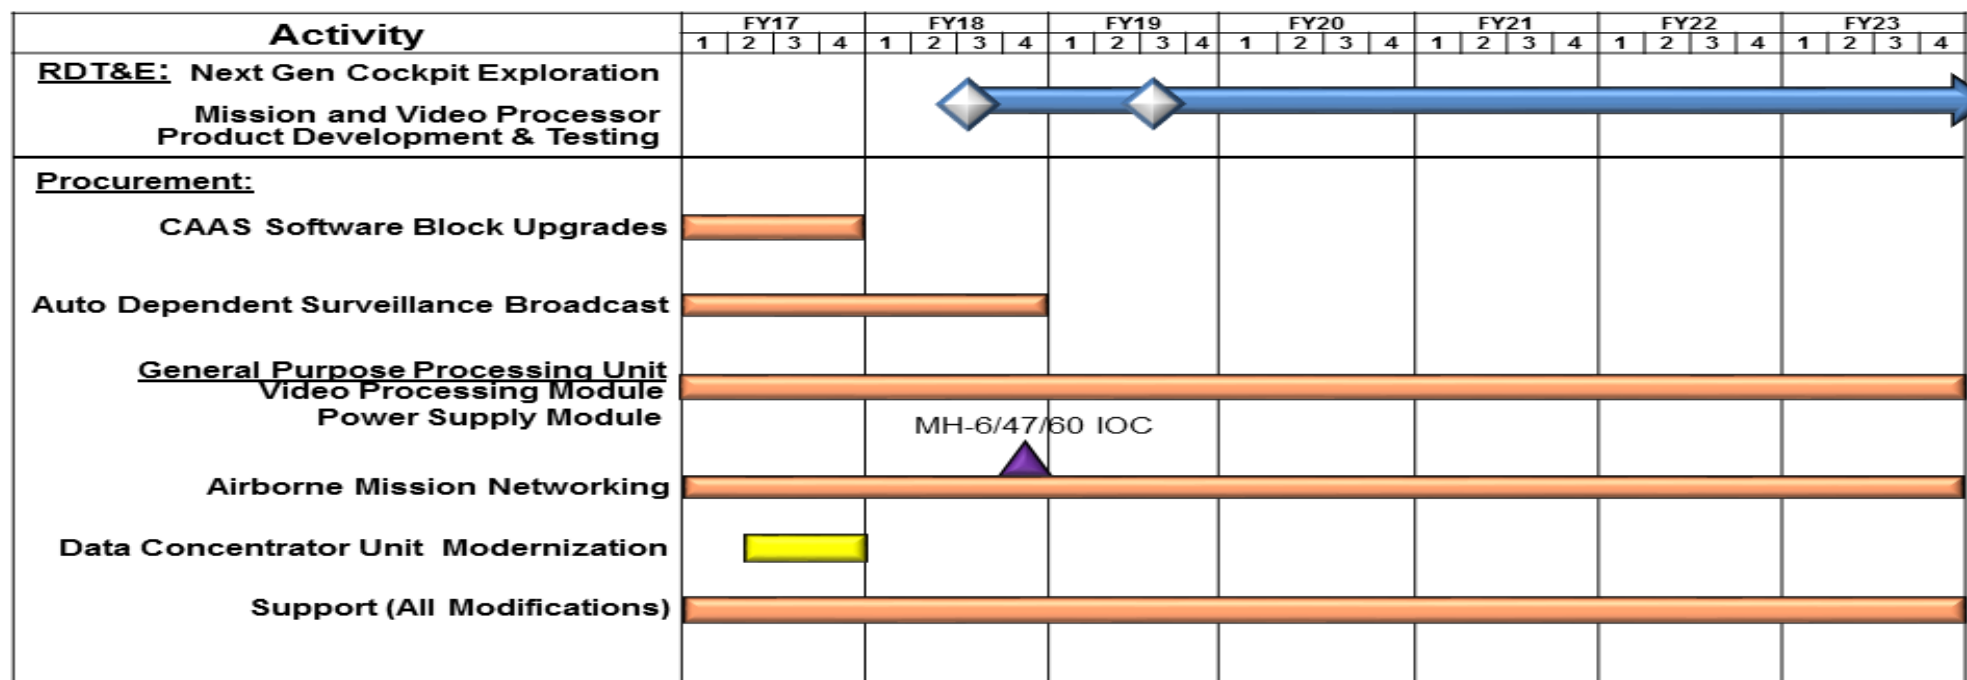 Activity
FY17 FY18 FY19 FY20 FY21 FY22 FY23
1 2 3 4 1 2 3 4 1 2 3 4 1 2 3 4 1 2 3 4 1 2 3 4 1 2 3 4
RDT&E: Next Gen Cockpit Exploration
Mission and Video Processor
Product Development & Testing
Procurement:
CAAS Software Block Upgrades
Auto Dependent Surveillance Broadcast
General Purpose Processing Unit
Video Processing Module
Power Supply Module
MH-6/47/60 IOC
Airborne Mission Networking
Data Concentrator Unit Modernization
Support (All Modifications)